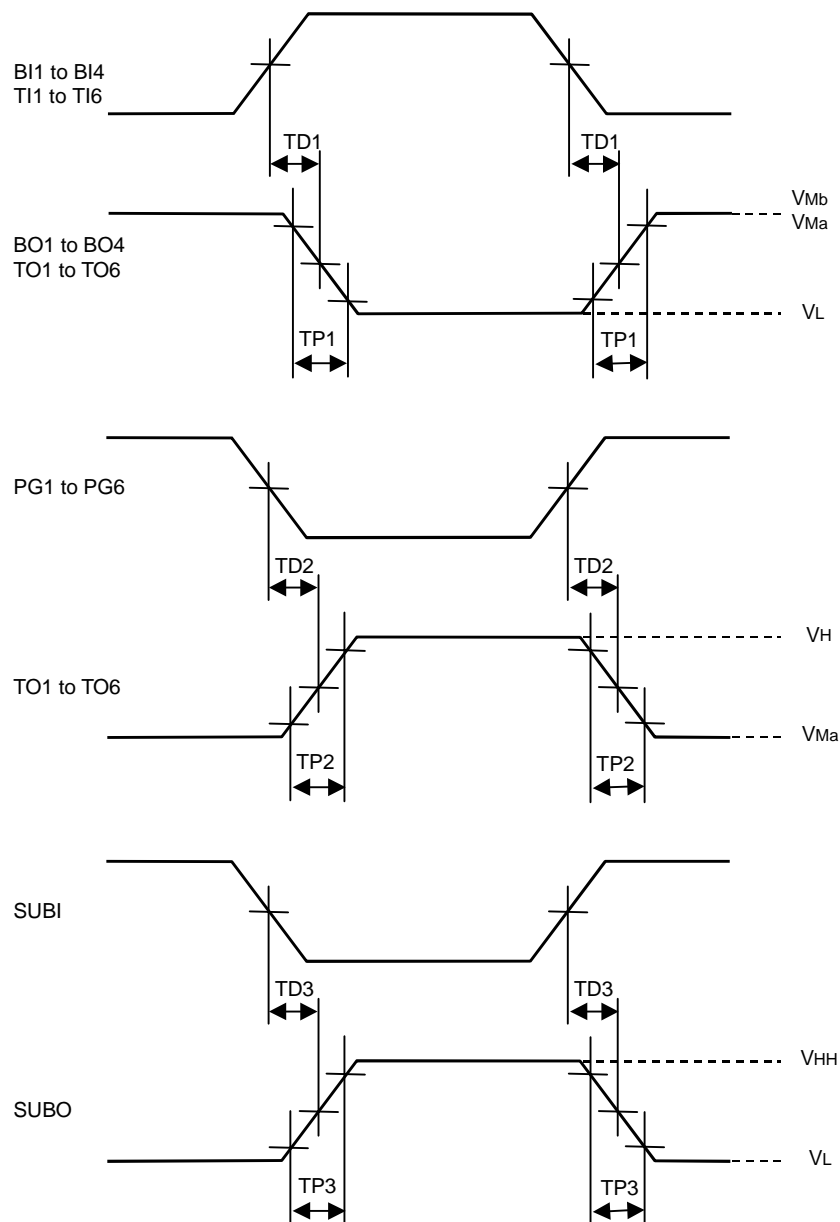 BI1 to BI4
TI1 to TI6
TD1 TD1
VMb
VMa
BO1 to BO4
TO1 to TO6
VL
TP1 TP1
PG1 to PG6
TD2 TD2
VH
TO1 to TO6
VMa
TP2 TP2
SUBI
TD3 TD3
VHH
SUBO
VL
TP3 TP3